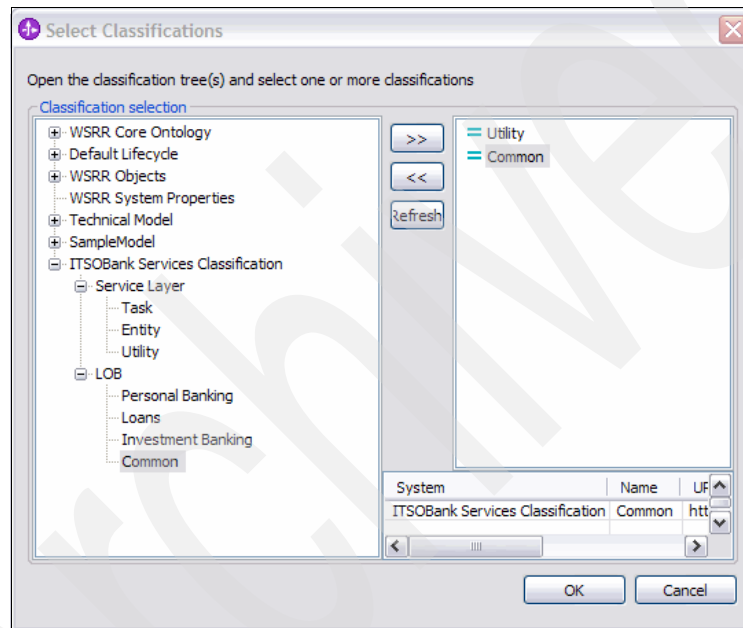 Select Classifications
Open the classification tree(s) and select one or more classifications
Classification selection
WSRR Core Ontology
Default Lifecycle
WSRR Objects
WSRR System Properties
Technical Model
SampleModel
ITSOBank Services Classification
Service Layer
Task
Entity
Utility
LOB
Personal Banking
Loans
Investment Banking
Common
>>
<<
Refresh
Utility
Common
System Name
ITSOBank Services Classification Common htt
OK Cancel